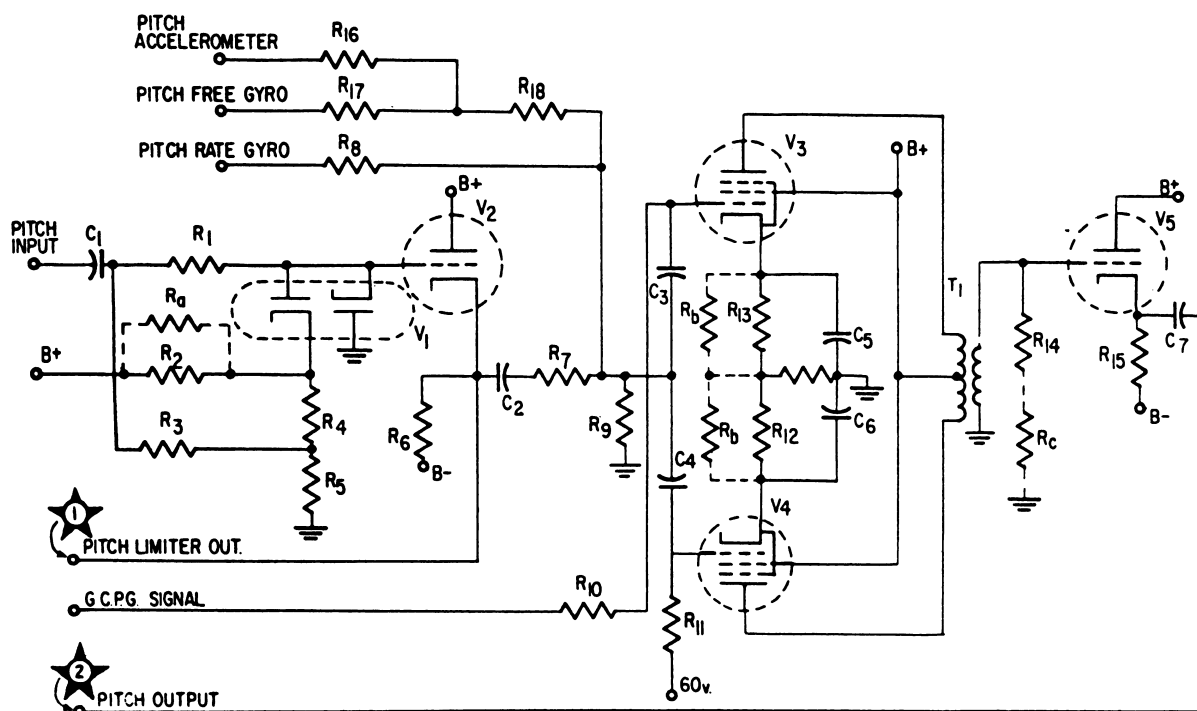 PITCH
ACCELEROMETER
R16
PITCH FREE GYRO
R17
R18
PITCH RATE GYRO
R8
V3
B+
B+
V2
B+
V5
PITCH
INPUT
C1
R1
C3
Rb
R13
T1
Ra
V1
C5
R14
R15
C7
B+
R2
C2
R7
R3
R4
R6
R9
Rb
R12
C6
Rc
B-
B-
C4
R5
V4
1
PITCH LIMITER OUT.
G.C.P.G. SIGNAL
R10
R11
2
60v.
PITCH OUTPUT